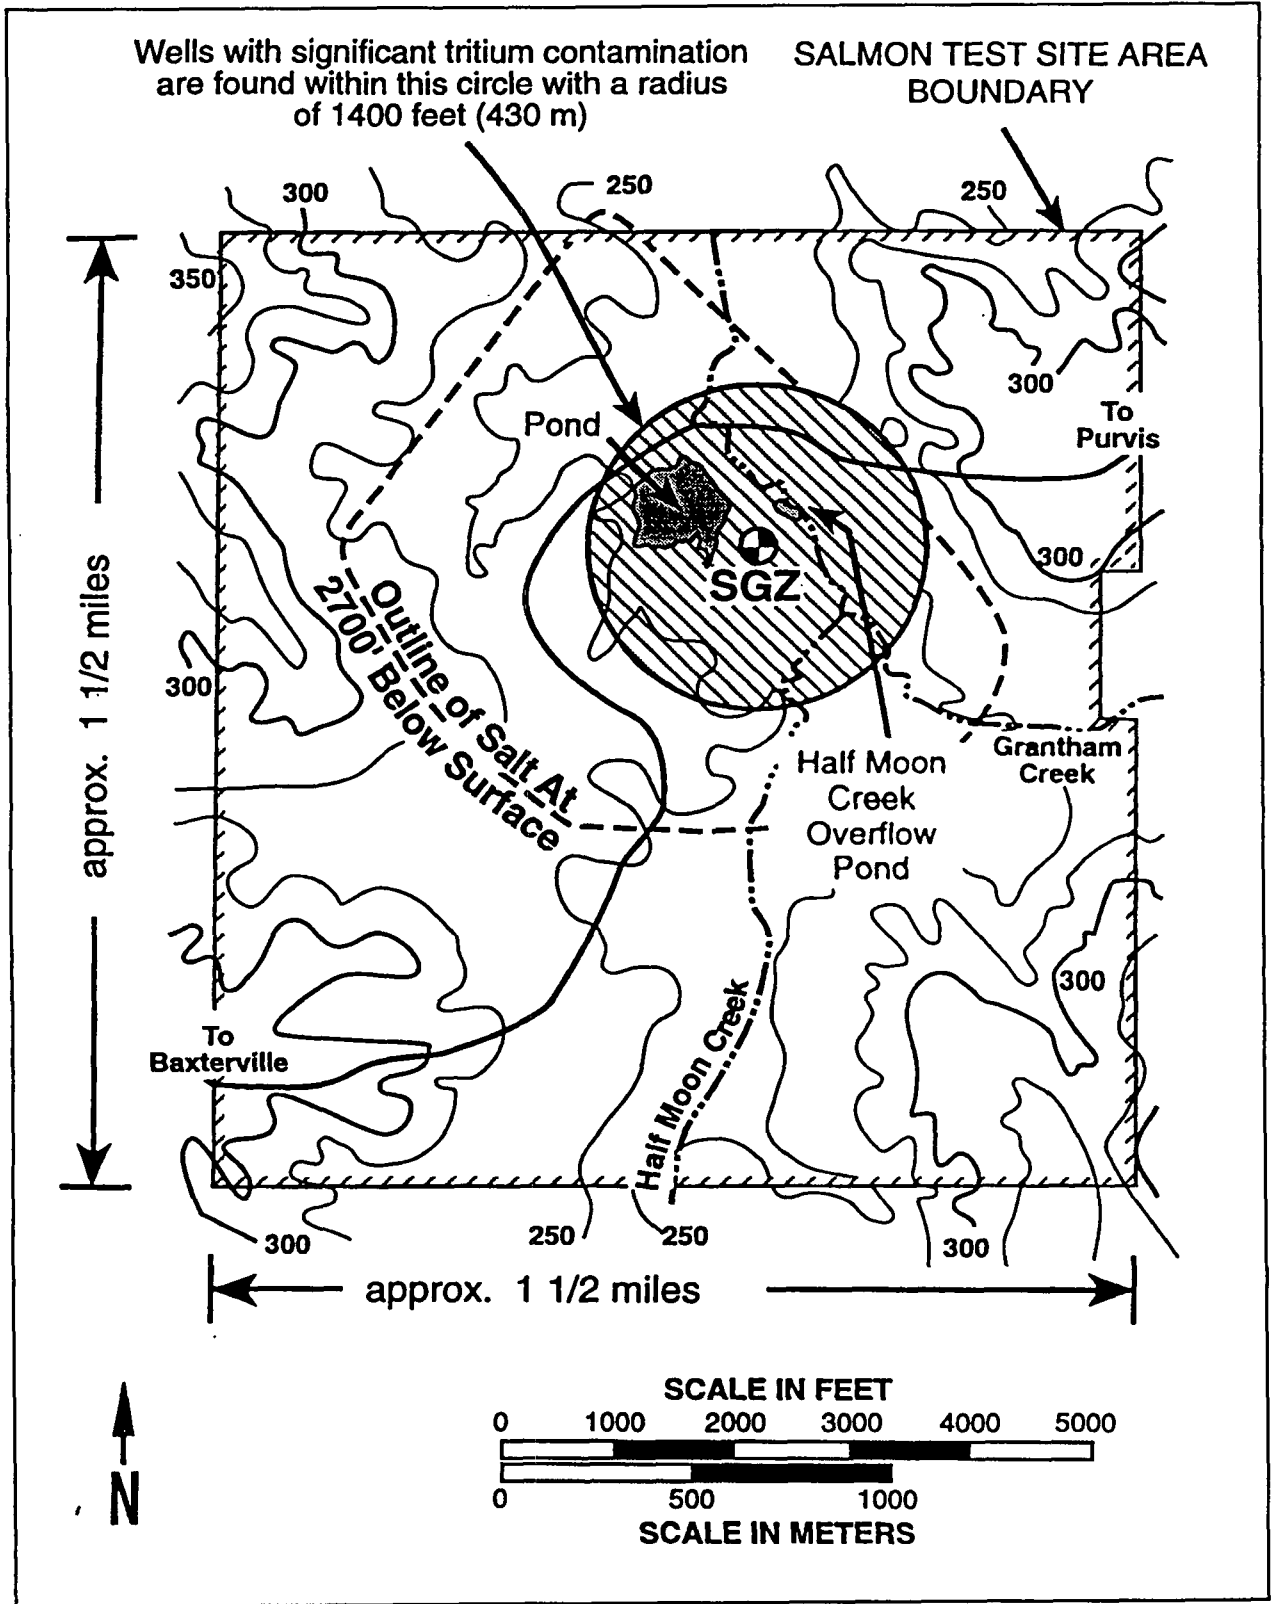 Wells with significant tritium contamination
are found within this circle with a radius
of 1400 feet (430 m)
SALMON TEST SITE AREA
BOUNDARY
300
250
250
350
300
Pond
To
Purvis
300
SGZ
Outline of Salt At
2700' Below Surface
300
approx. 1 1/2 miles
Grantham
Creek
Half Moon
Creek
Overflow
Pond
300
Half Moon Creek
To
Baxterville
300
250
250
300
approx. 1 1/2 miles
N
SCALE IN FEET
0 1000 2000 3000 4000 5000
0 500 1000
SCALE IN METERS